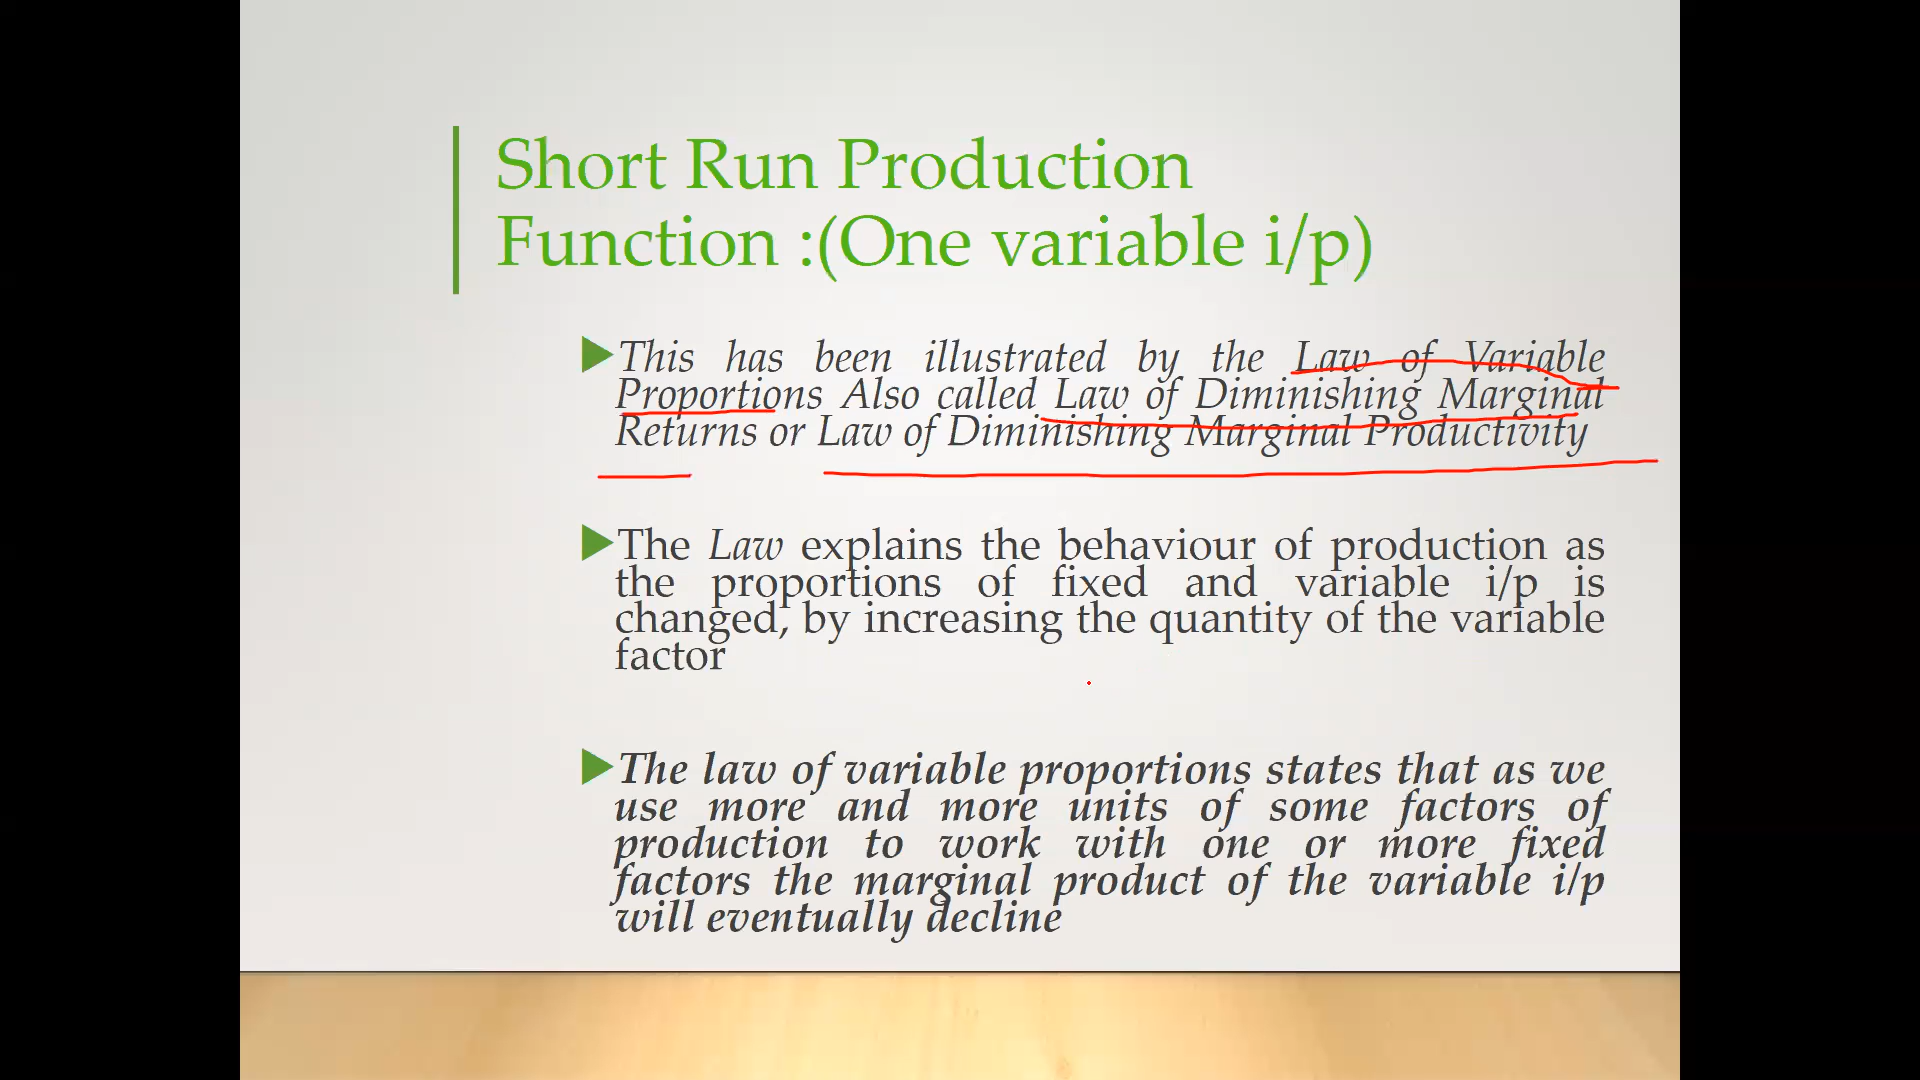 Short Run Production
Function :(One variable i/p)
This has been illustrated by the Law of Variable
Proportions Also called Law of Diminishing Marginal
Returns or Law of Diminishing Marginal Productivity
The Law explains the behaviour of production as
the proportions of fixed and variable i/p is
changed, by increasing the quantity of the variable
factor
The law of variable proportions states that as we
use more and more units of some factors of
production to work with one or more fixed
factors the marginal product of the variable i/p
will eventually decline